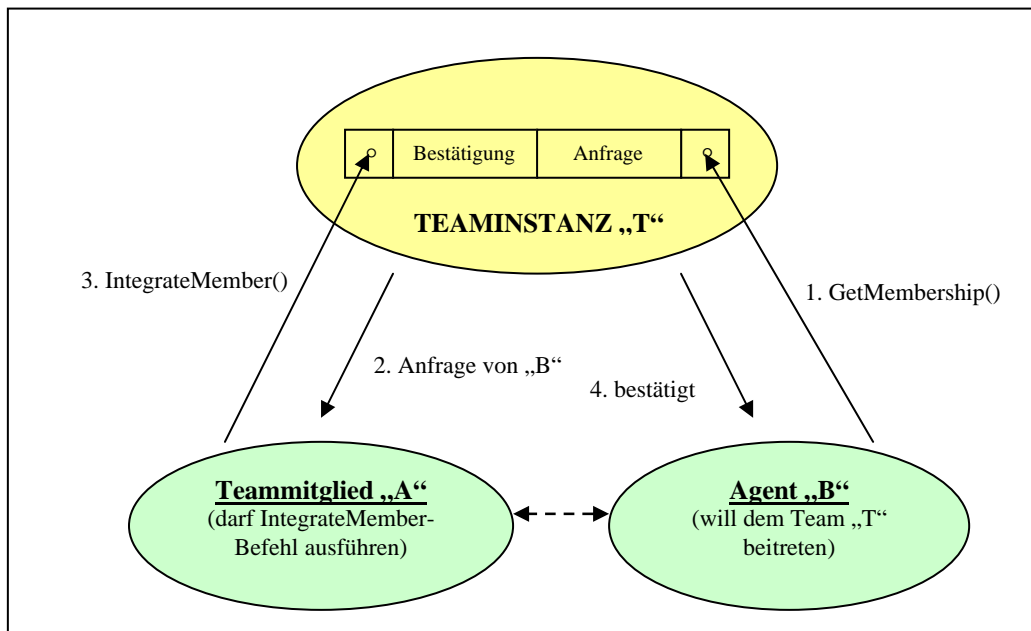 Bestätigung
Anfrage
TEAMINSTANZ „T“
3. IntegrateMember()
1. GetMembership()
2. Anfrage von „B“
4. bestätigt
Teammitglied „A“
(darf IntegrateMember-
Befehl ausführen)
Agent „B“
(will dem Team „T“
beitreten)